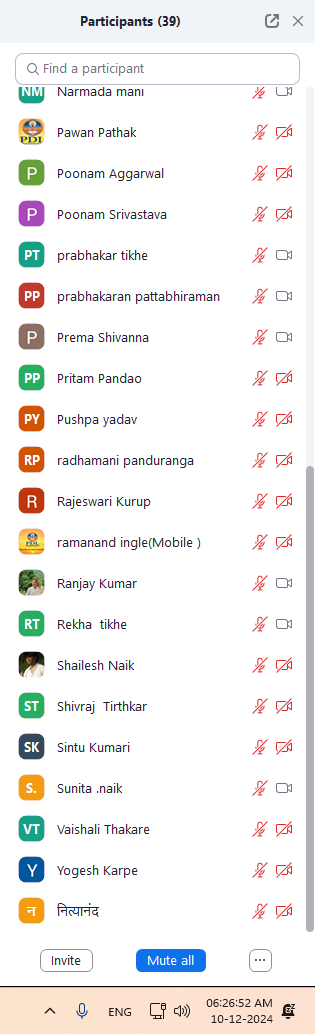 Participants (39)
Find a participant
NM Narmada mani
PDI Pawan Pathak
P Poonam Aggarwal
P Poonam Srivastava
PT prabhakar tikhe
PP prabhakaran pattabhiraman
P Prema Shivanna
PP Pritam Pandao
PY Pushpa yadav
RP radhamani panduranga
R Rajeswari Kurup
PDI ramanand ingle(Mobile )
Ranjay Kumar
RT Rekha tikhe
Shailesh Naik
ST Shivraj Tirthkar
SK Sintu Kumari
S. Sunita .naik
VT Vaishali Thakare
Y Yogesh Karpe
न नित्यानंद
Invite Mute all ...
ENG 06:26:52 AM
10-12-2024